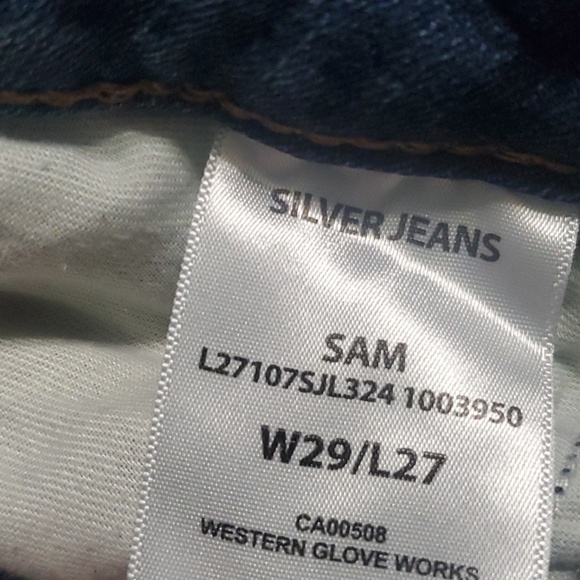 SILVER JEANS
SAM
L27107SJL324 1003950
W29/L27
CA00508
WESTERN GLOVE WORKS